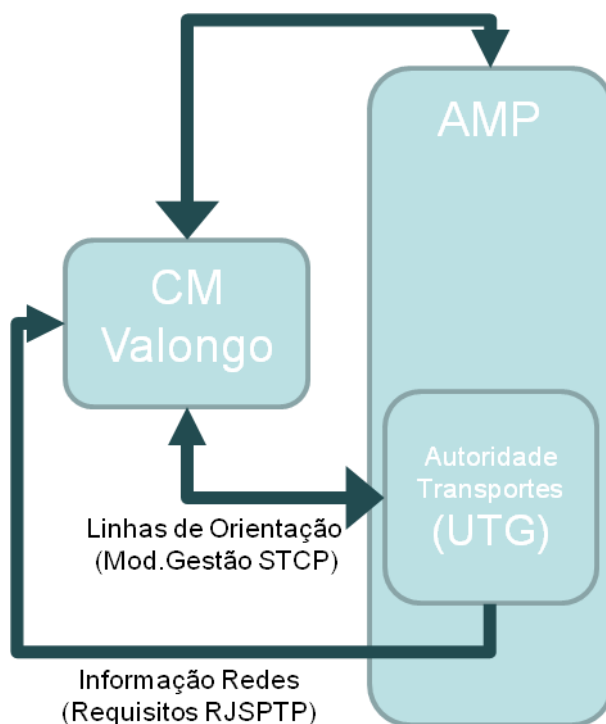 AMP
CM
Valongo
Autoridade
Transportes
(UTG)
Linhas de Orientação
(Mod.Gestão STCP)
Informação Redes
(Requisitos RJSPTP)